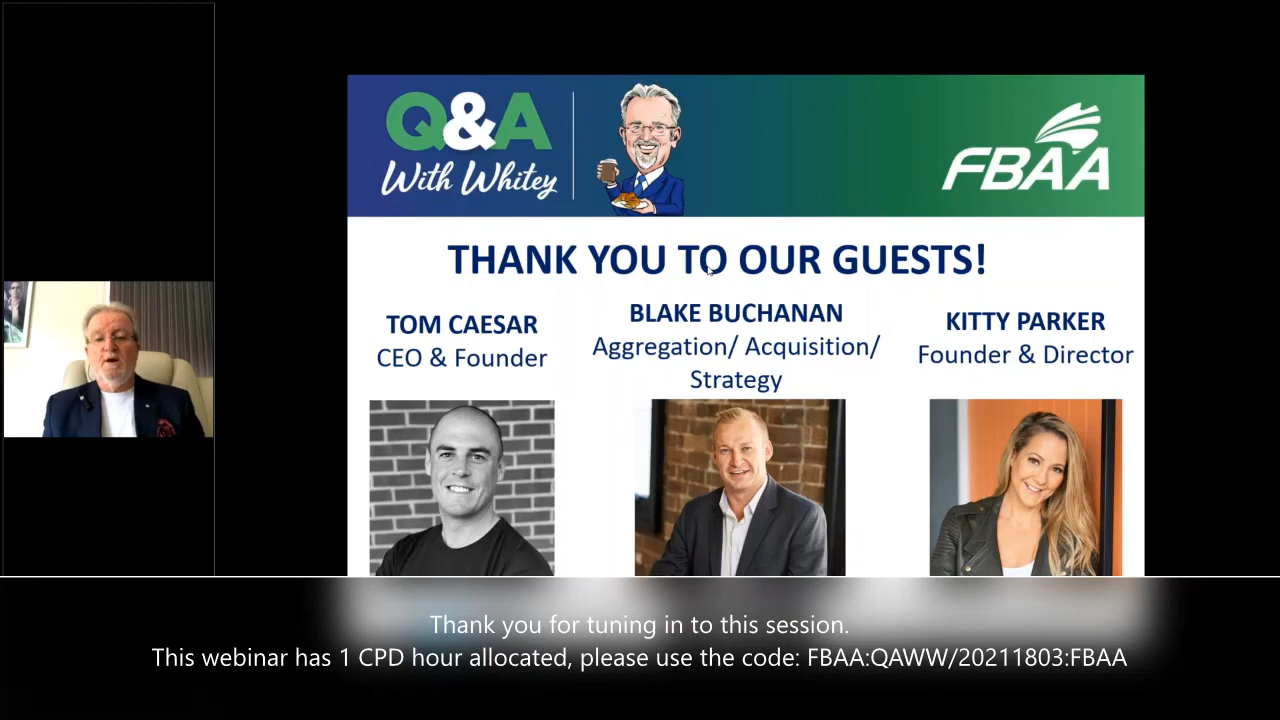 Q&A
With Whitey
FBAA
THANK YOU TO OUR GUESTS!
TOM CAESAR
CEO & Founder
BLAKE BUCHANAN
Aggregation/ Acquisition/
Strategy
KITTY PARKER
Founder & Director
Thank you for tuning in to this session.
This webinar has 1 CPD hour allocated, please use the code: FBAA:QAWW/20211803:FBAA